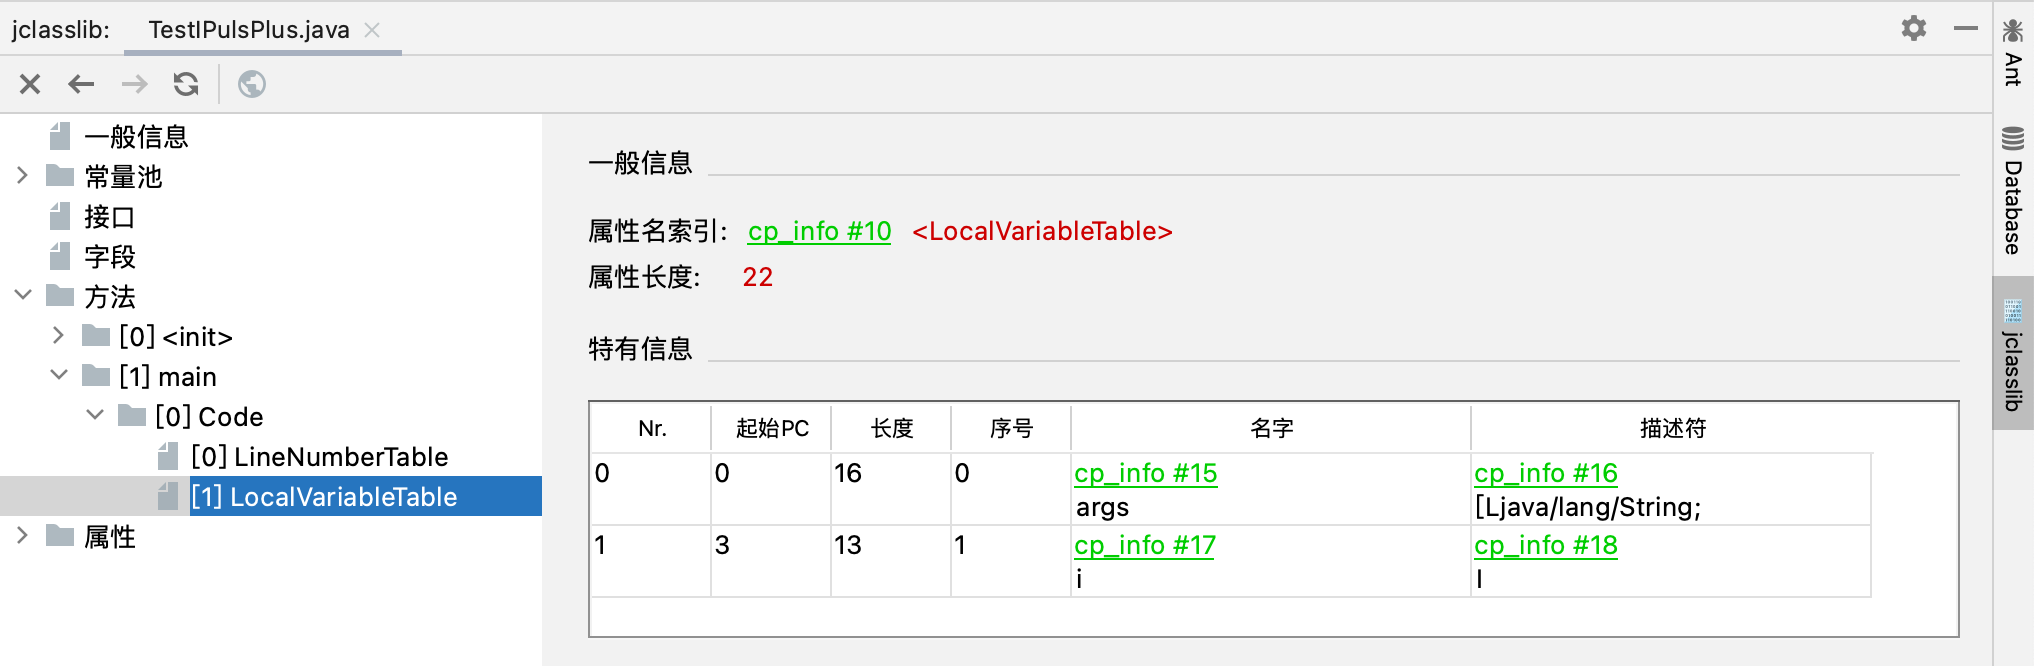 jclasslib: TestIPulsPlus.java
一般信息
常量池
接口
字段
方法
[0] <init>
[1] main
[0] Code
[0] LineNumberTable
[1] LocalVariableTable
属性
一般信息
属性名索引: cp_info #10 <LocalVariableTable>
属性长度: 22
特有信息
Nr. 起始PC 长度 序号 名字 描述符
0 0 16 0 cp_info #15 cp_info #16
args [Ljava/lang/String;
1 3 13 1 cp_info #17 cp_info #18
i I
Ant
Database
jclasslib